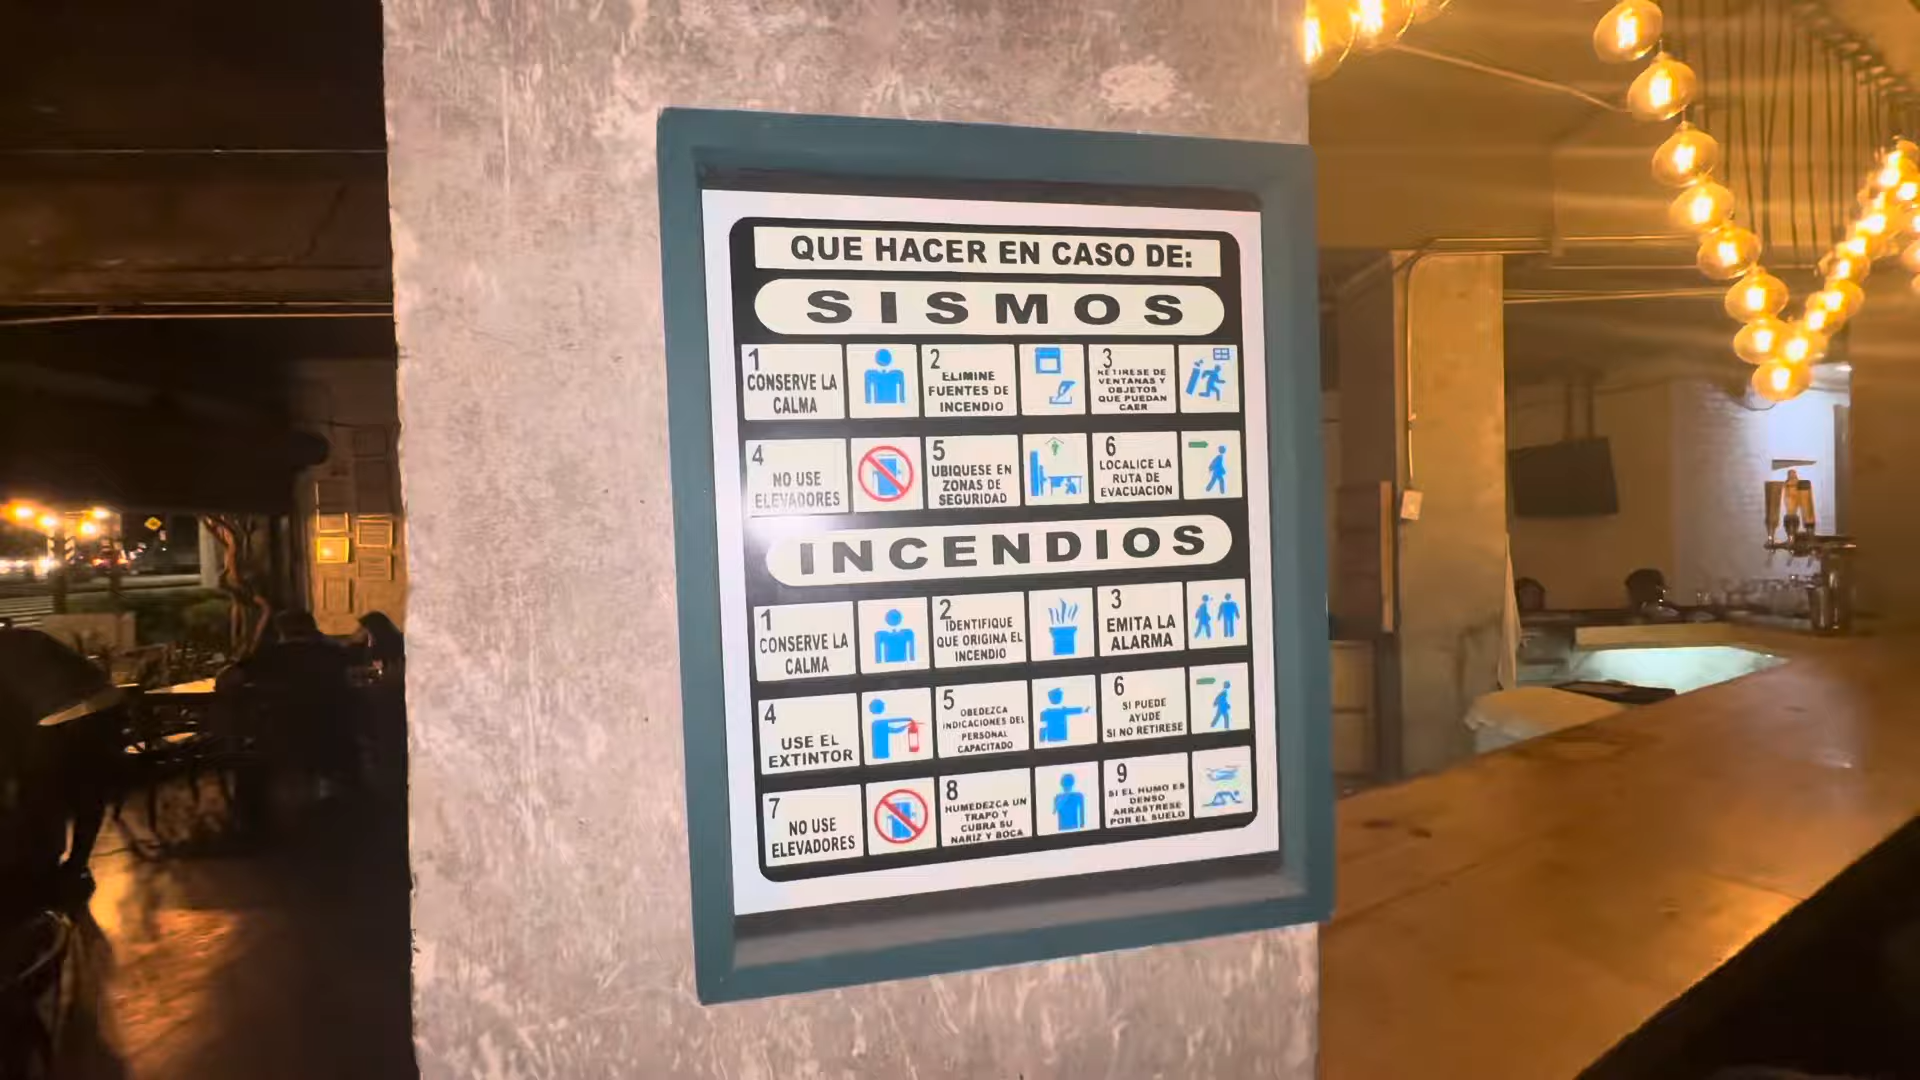 QUE HACER EN CASO DE:
SISMOS
1
CONSERVE LA
CALMA
2
ELIMINE
FUENTES DE
INCENDIO
3
RETIRESE DE
VENTANAS Y
OBJETOS
QUE PUEDAN
CAER
4
NO USE
ELEVADORES
5
UBIQUESE EN
ZONAS DE
SEGURIDAD
6
LOCALICE LA
RUTA DE
EVACUACION
INCENDIOS
1
CONSERVE LA
CALMA
2
IDENTIFIQUE
QUE ORIGINA EL
INCENDIO
3
EMITA LA
ALARMA
4
USE EL
EXTINTOR
5
OBEDEZCA
INDICACIONES DEL
PERSONAL
CAPACITADO
6
SI PUEDE
AYUDE
SI NO RETIRESE
7
NO USE
ELEVADORES
8
HUMEDEZCA UN
TRAPO Y
CUBRA SU
NARIZ Y BOCA
9
SI EL HUMO ES
DENSO
ARRASTRESE
POR EL SUELO